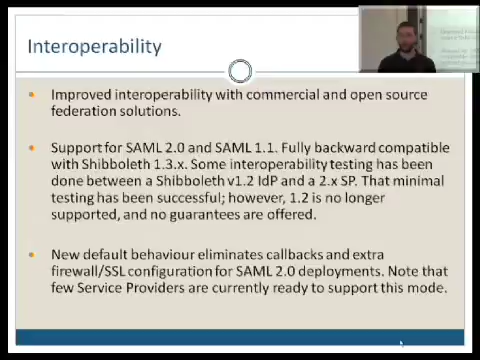 Interoperability
Improved interoperability with commercial and open source
federation solutions.
Support for SAML 2.0 and SAML 1.1. Fully backward compatible
with Shibboleth 1.3.x. Some interoperability testing has been
done between a Shibboleth v1.2 IdP and a 2.x SP. That minimal
testing has been successful; however, 1.2 is no longer
supported, and no guarantees are offered.
New default behaviour eliminates callbacks and extra
firewall/SSL configuration for SAML 2.0 deployments. Note that
few Service Providers are currently ready to support this mode.